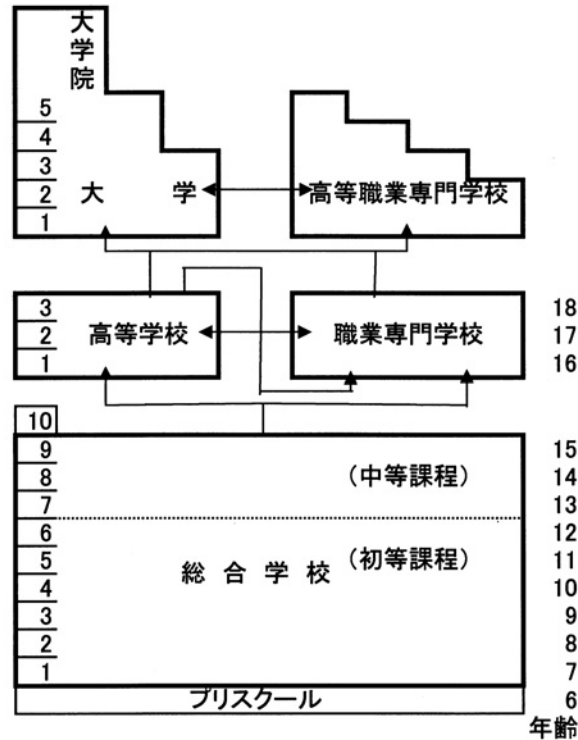 大学院
5
4
3
2 大 学 高等職業専門学校
1
3 18
2 高等学校 職業専門学校 17
1 16
10
9 15
8 (中等課程) 14
7 13
6 12
5 総合学校 (初等課程) 11
4 10
3 9
2 8
1 7
プリスクール 6
年齢